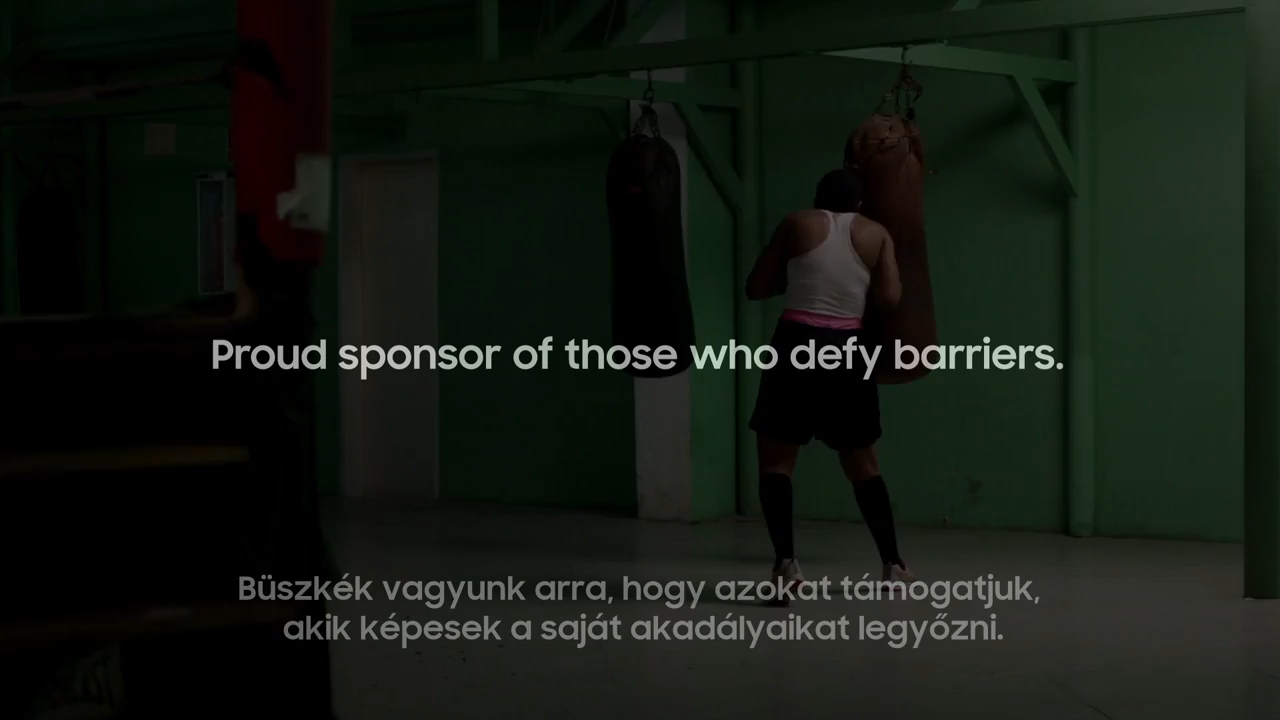 Proud sponsor of those who defy barriers.
Büszkék vagyunk arra, hogy azokat támogatjuk,
akik képesek a saját akadályaikat legyőzni.